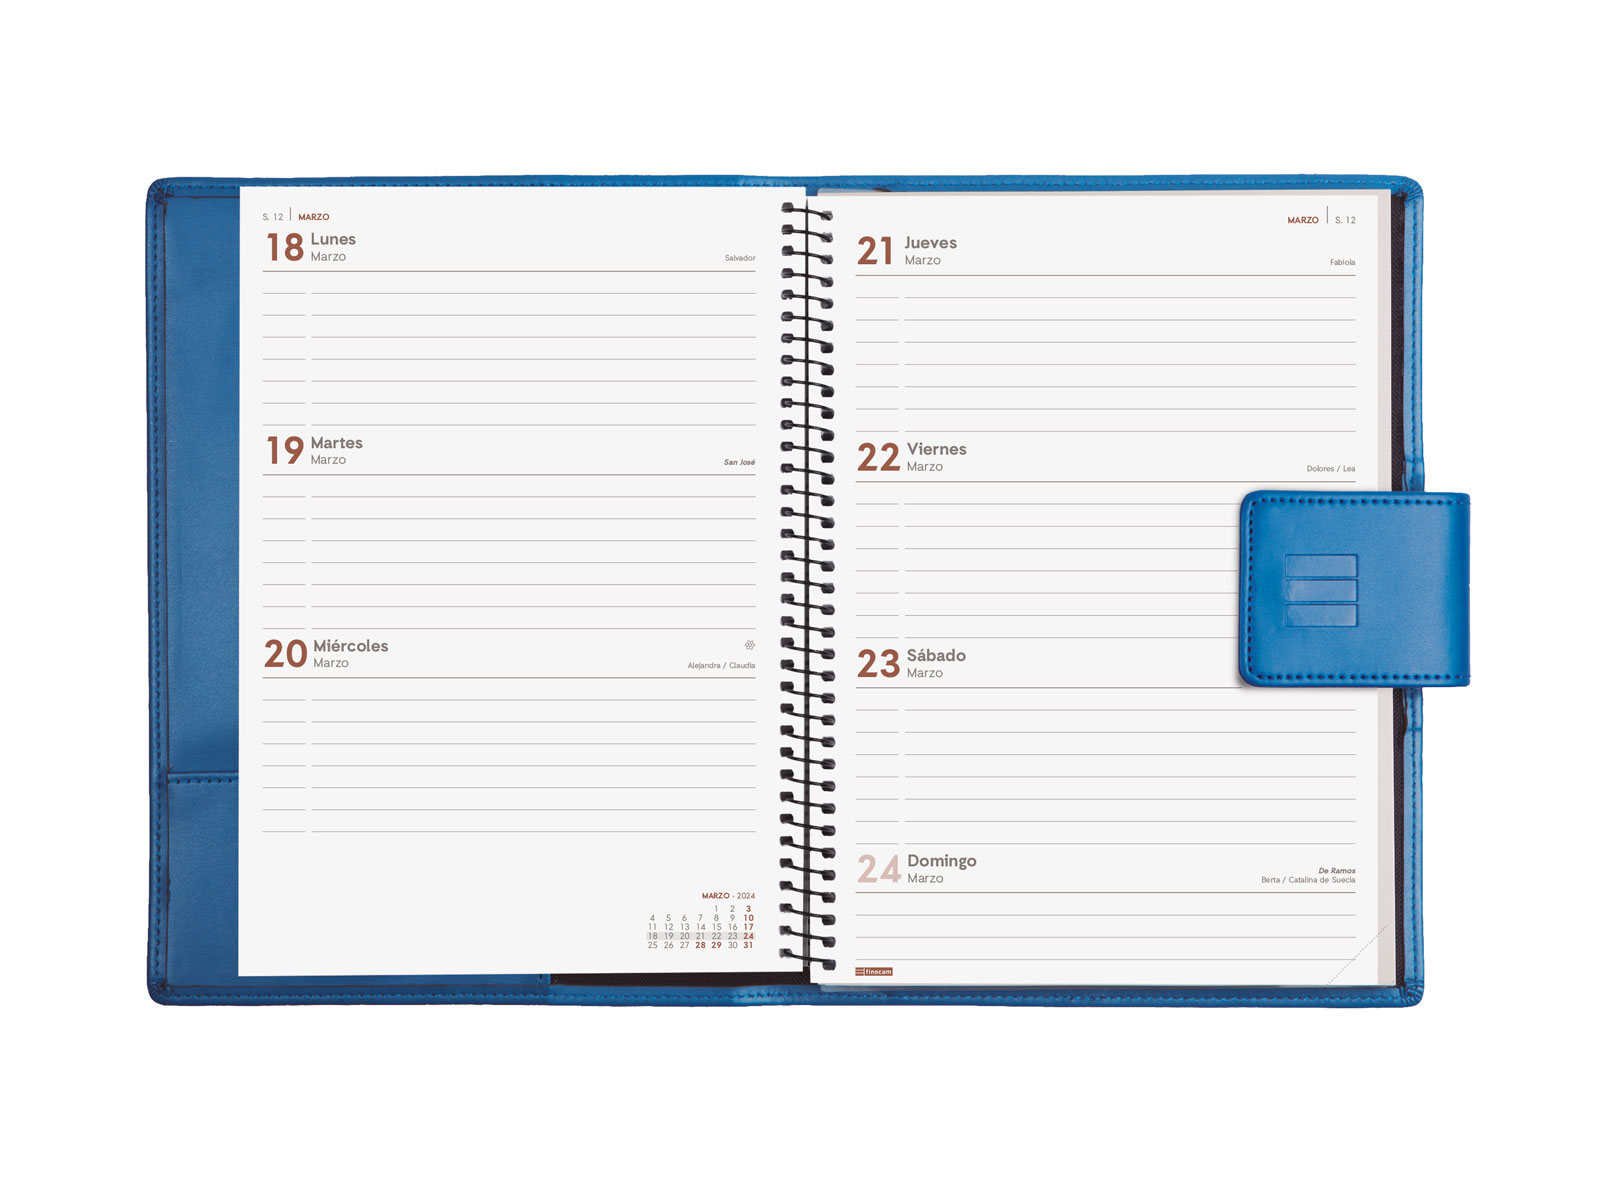 S. 12 | MARZO
18 Lunes
Marzo
Salvador
19 Martes
Marzo
San José
20 Miércoles
Marzo
Alejandra / Claudia
MARZO - 2024
1 2 3
4 5 6 7 8 9 10
11 12 13 14 15 16 17
18 19 20 21 22 23 24
25 26 27 28 29 30 31
MARZO | S. 12
21 Jueves
Marzo
Fabiola
22 Viernes
Marzo
Dolores / Lea
23 Sábado
Marzo
24 Domingo
Marzo
De Ramos
Berta / Catalina de Suecia
finocam